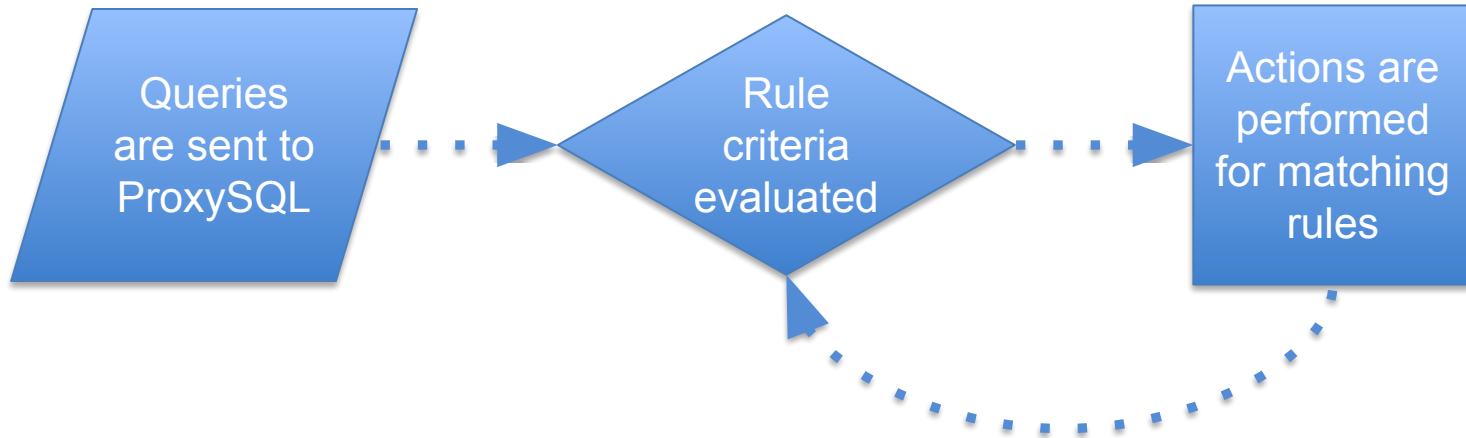 Queries
are sent to
ProxySQL
Rule
criteria
evaluated
Actions are
performed
for matching
rules